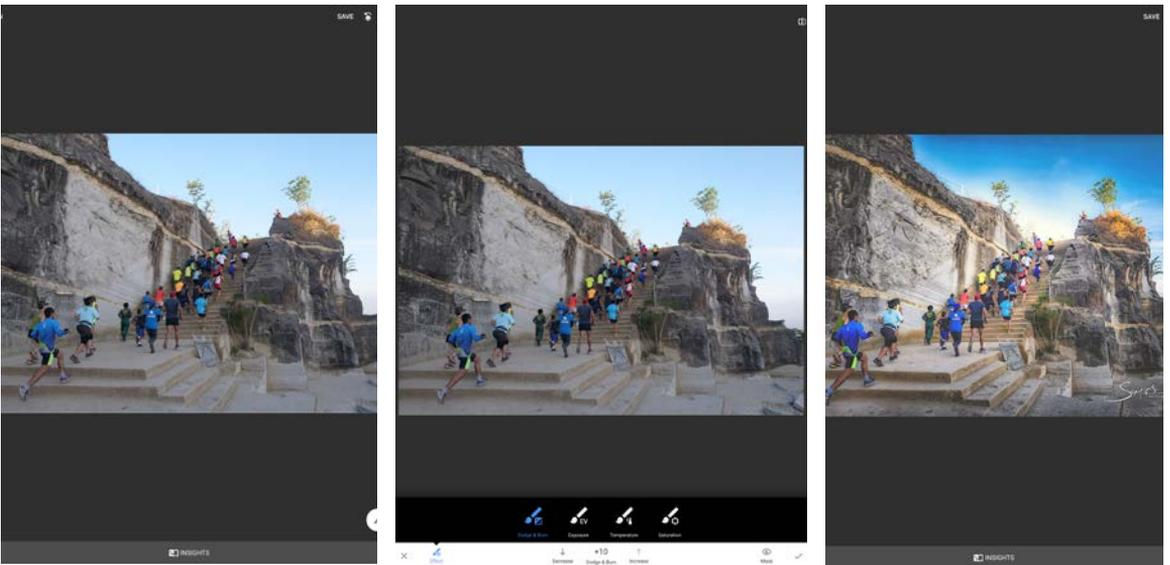 SAVE
INSIGHTS
Dodge & Burn
Exposure
Temperature
Saturation
Effect
Decrease
+10
Dodge & Burn
Increase
Mask
SAVE
INSIGHTS